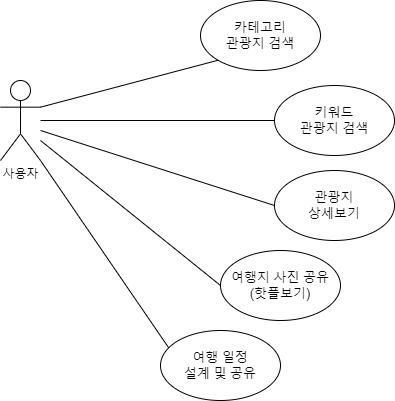 카테고리
관광지 검색
키워드
관광지 검색
사용자
관광지
상세보기
여행지 사진 공유
(핫플보기)
여행 일정
설계 및 공유